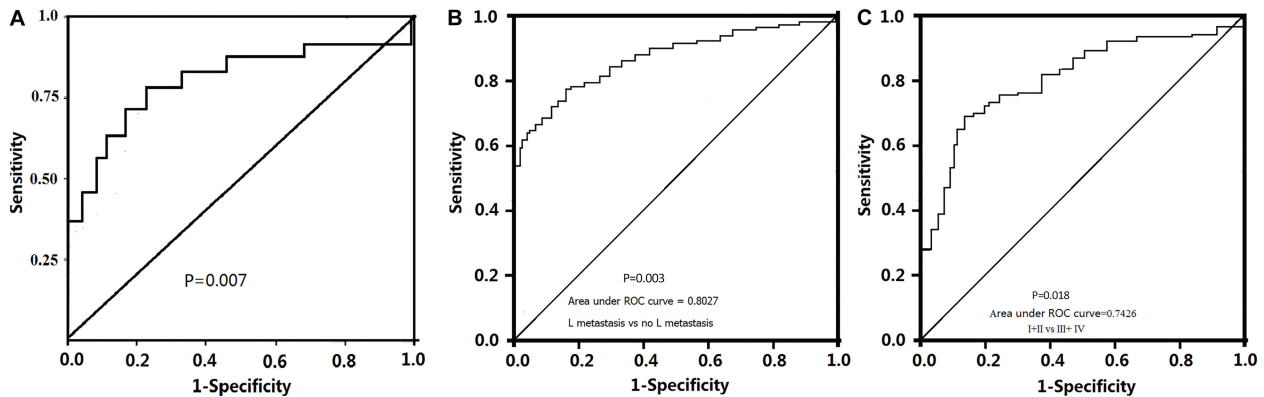 A
1.0
0.75
0.50
0.25
Sensitivity
P=0.007
0.0 0.2 0.4 0.6 0.8 1.0
1-Specificity
B
1.0
0.8
0.6
0.4
0.2
0.0
Sensitivity
P=0.003
Area under ROC curve = 0.8027
L metastasis vs no L metastasis
0.0 0.2 0.4 0.6 0.8 1.0
1-Specificity
C
1.0
0.8
0.6
0.4
0.2
0.0
Sensitivity
P=0.018
Area under ROC curve=0.7426
I+II vs III+ IV
0.0 0.2 0.4 0.6 0.8 1.0
1-Specificity